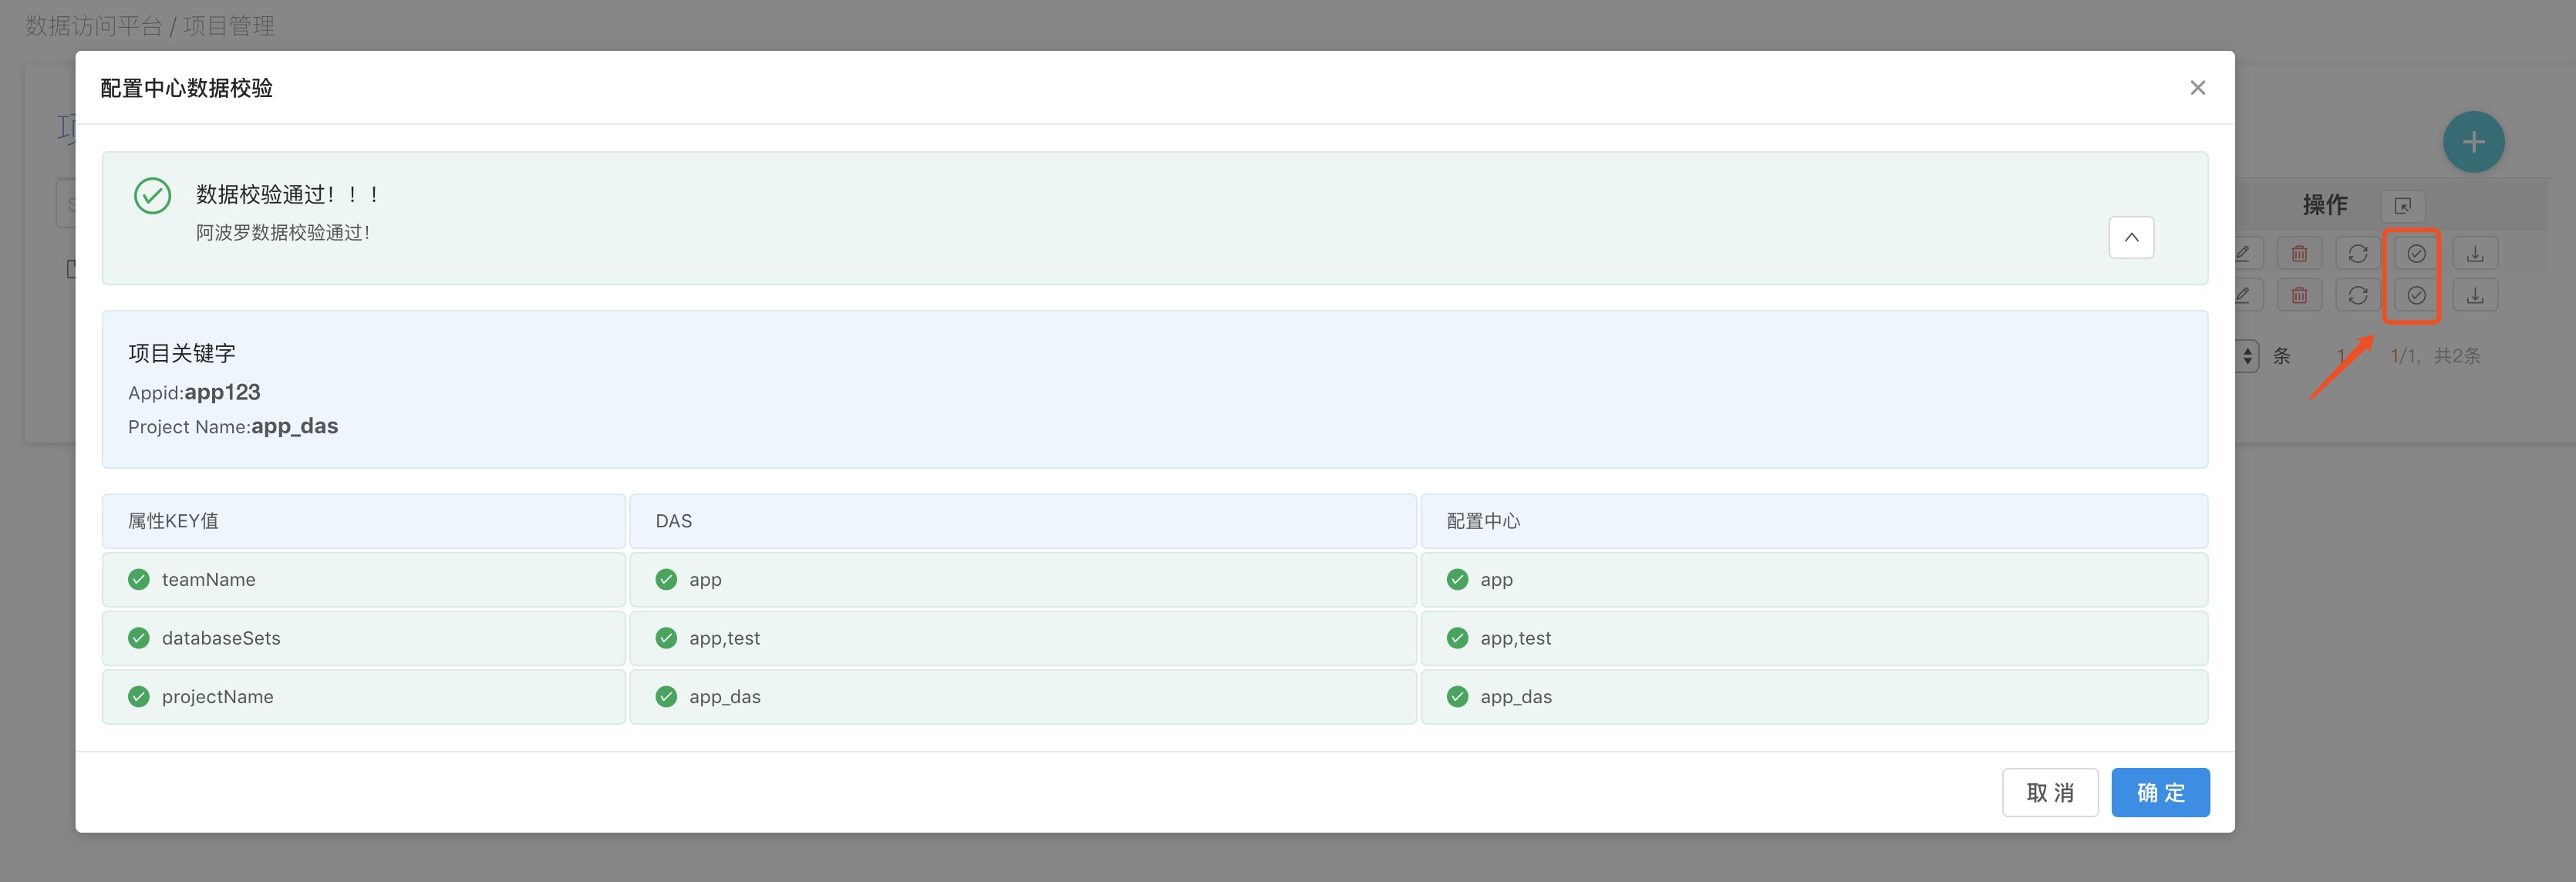 数据访问平台 / 项目管理
配置中心数据校验
数据校验通过！！！
阿波罗数据校验通过！
操作
项目关键字
Appid:app123
Project Name:app_das
条 1 1/1, 共2条
属性KEY值 DAS 配置中心
teamName app app
databaseSets app,test app,test
projectName app_das app_das
取 消 确 定